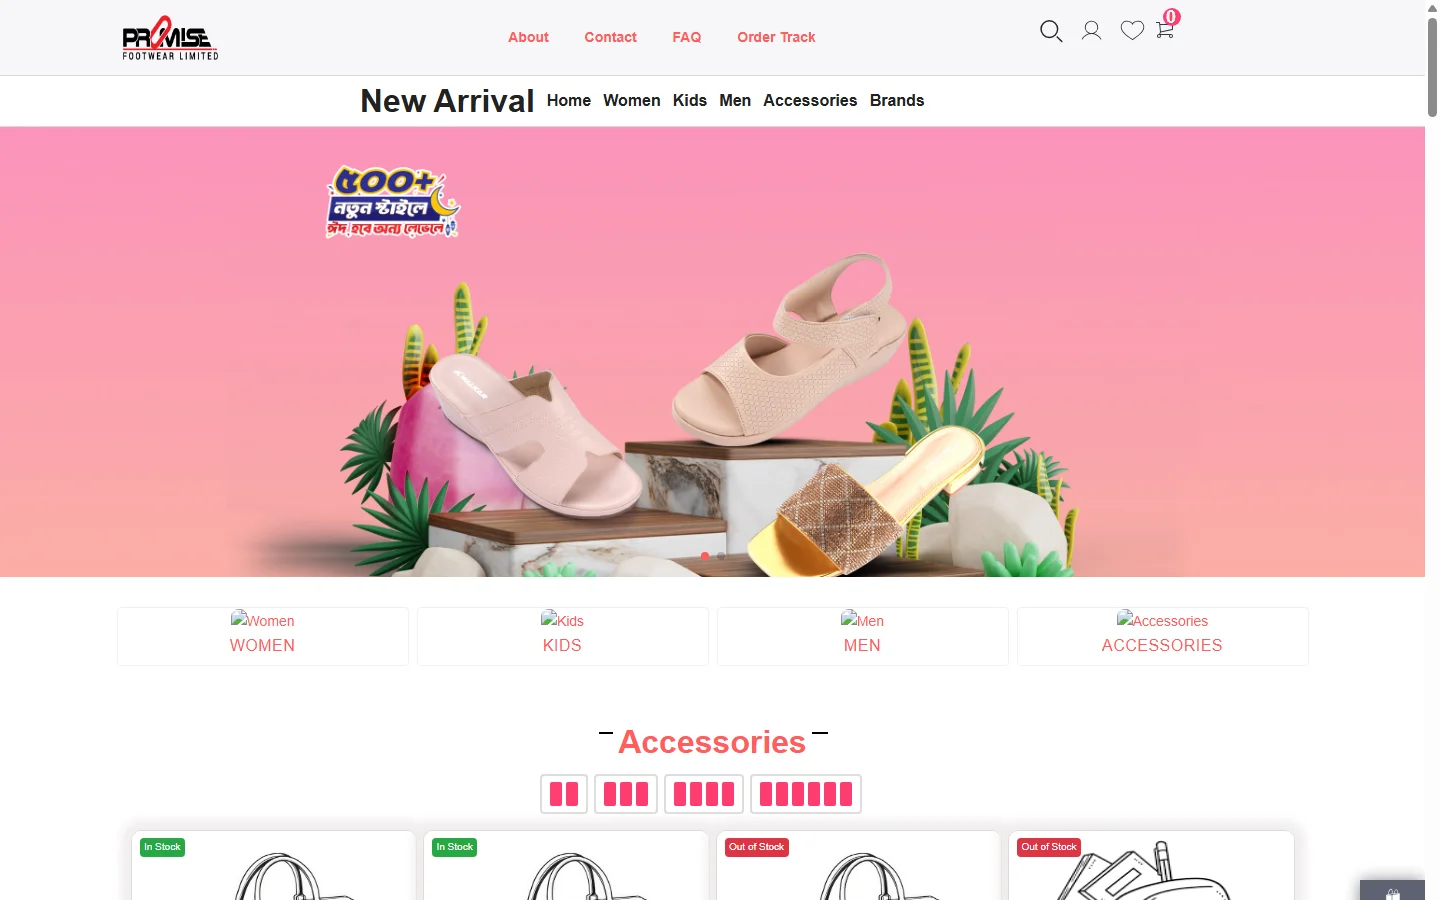 PROMISE
FOOTWEAR LIMITED
About
Contact
FAQ
Order Track
0
New Arrival
Home
Women
Kids
Men
Accessories
Brands
৫০০+
নতুন স্টাইলে
ঈদ হবে অন্য লেভেলে
Women
WOMEN
Kids
KIDS
Men
MEN
Accessories
ACCESSORIES
Accessories
In Stock
In Stock
Out of Stock
Out of Stock